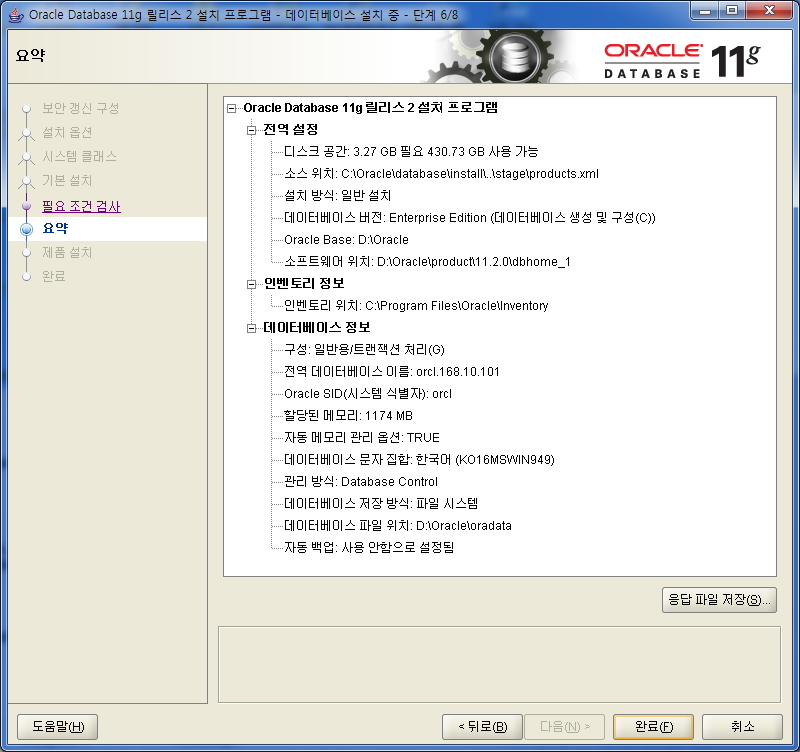 Oracle Database 11g 릴리스 2 설치 프로그램 - 데이터베이스 설치 중 - 단계 6/8
요약
ORACLE
DATABASE 11g
보안 갱신 구성
설치 옵션
시스템 클래스
기본 설치
필요 조건 검사
요약
제품 설치
완료
Oracle Database 11g 릴리스 2 설치 프로그램
전역 설정
디스크 공간: 3.27 GB 필요 430.73 GB 사용 가능
소스 위치: C:\Oracle\database\install\..\stage\products.xml
설치 방식: 일반 설치
데이터베이스 버전: Enterprise Edition (데이터베이스 생성 및 구성(C))
Oracle Base: D:\Oracle
소프트웨어 위치: D:\Oracle\product\11.2.0\dbhome_1
인벤토리 정보
인벤토리 위치: C:\Program Files\Oracle\Inventory
데이터베이스 정보
구성: 일반용/트랜잭션 처리(G)
전역 데이터베이스 이름: orcl.168.10.101
Oracle SID(시스템 식별자): orcl
할당된 메모리: 1174 MB
자동 메모리 관리 옵션: TRUE
데이터베이스 문자 집합: 한국어 (KO16MSWIN949)
관리 방식: Database Control
데이터베이스 저장 방식: 파일 시스템
데이터베이스 파일 위치: D:\Oracle\oradata
자동 백업: 사용 안함으로 설정됨
응답 파일 저장(S)...
도움말(H)
< 뒤로(B)
다음(N) >
완료(F)
취소